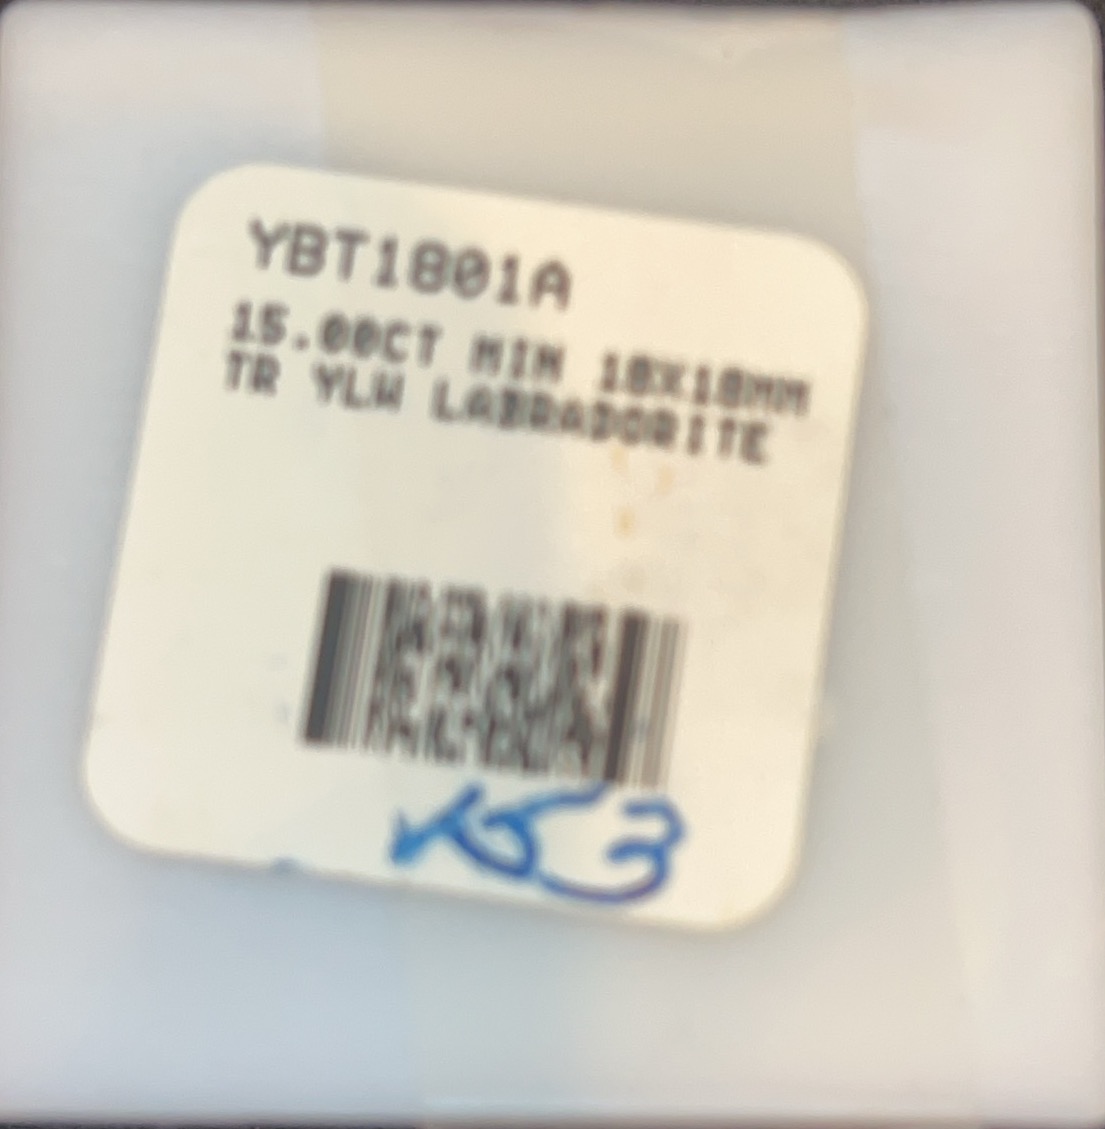 YBT1801A
15.00CT MIN 18X18MM
TR YLW LABRADORITE